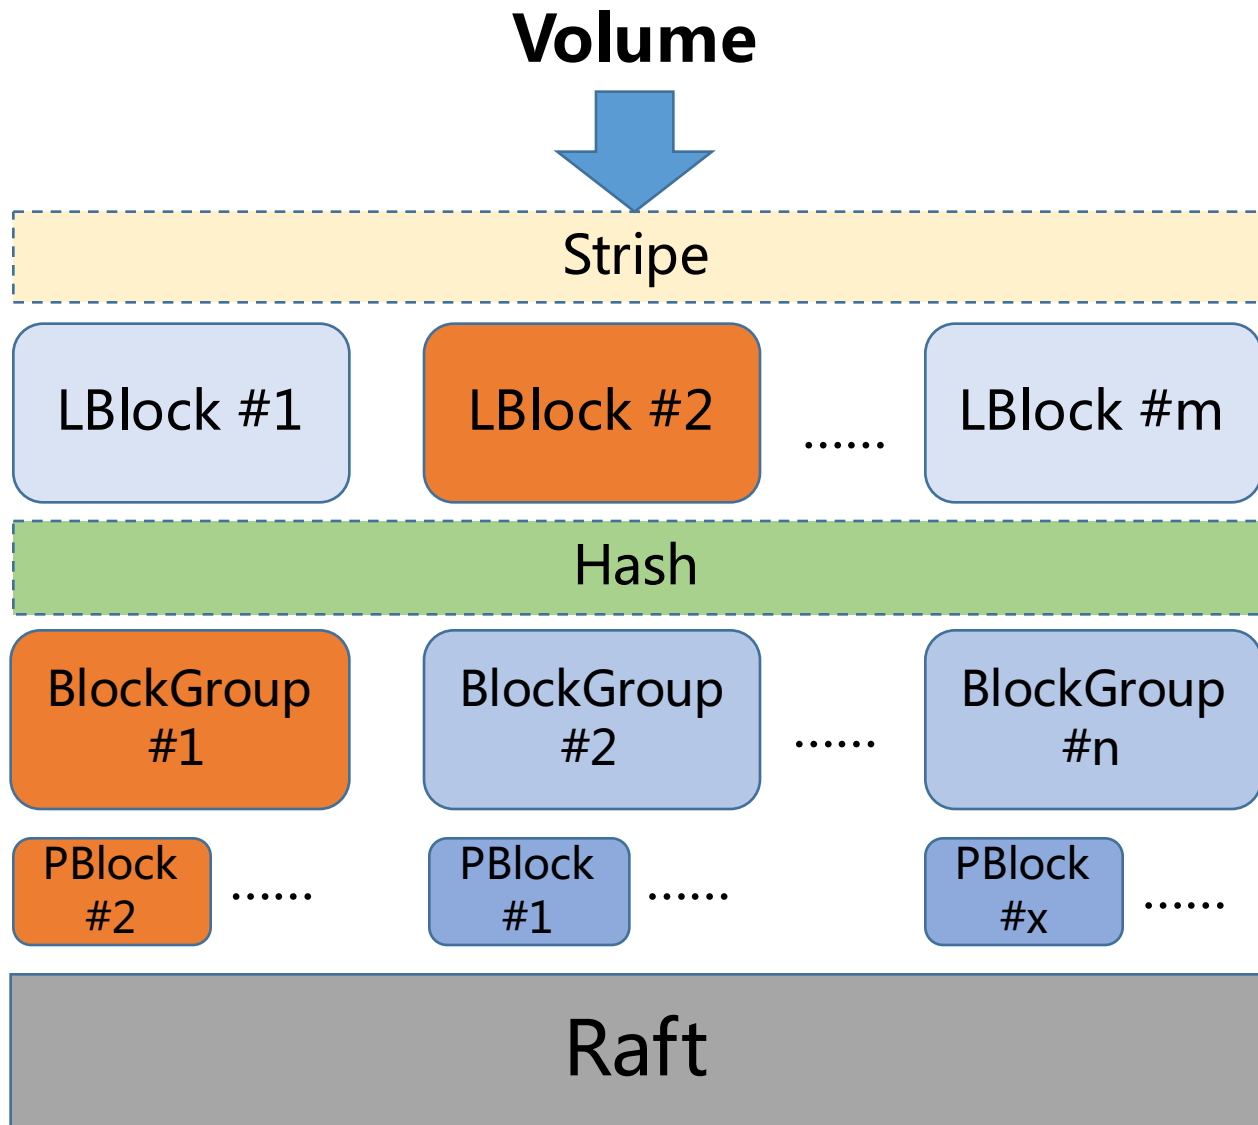 Volume
Stripe
LBlock #1
LBlock #2
......
LBlock #m
Hash
BlockGroup
#1
BlockGroup
#2
......
BlockGroup
#n
PBlock
#2
......
PBlock
#1
......
PBlock
#x
......
Raft